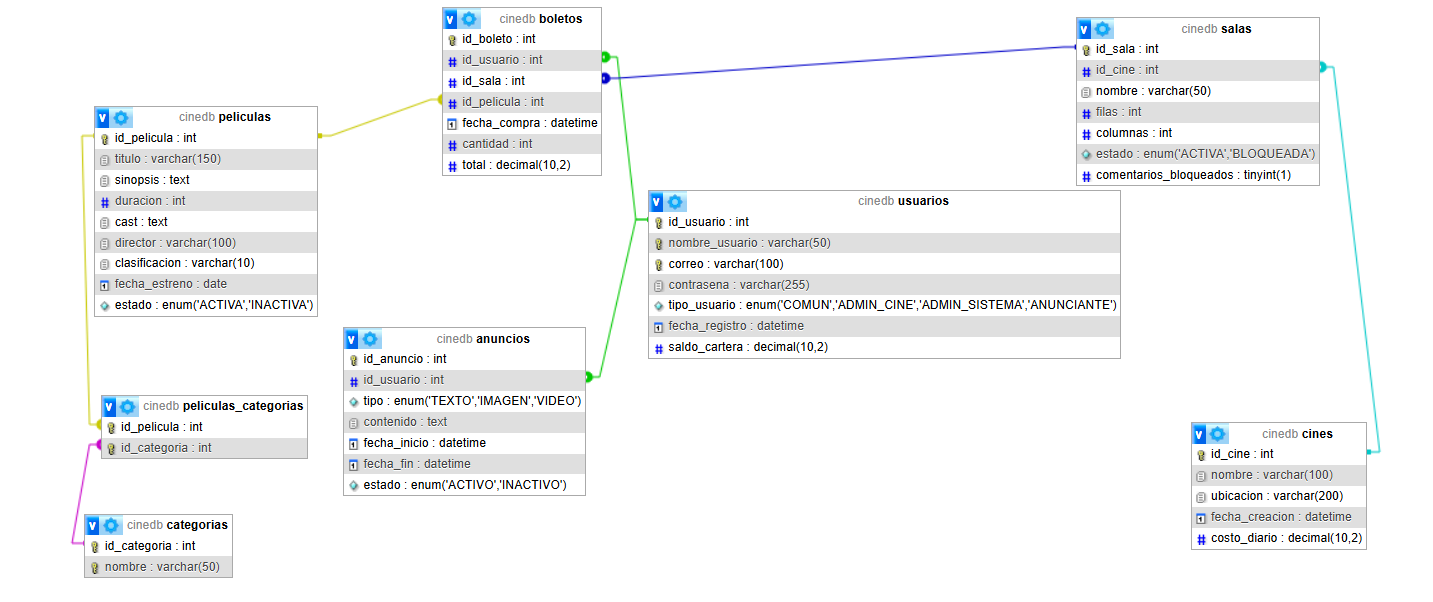 cinedb boletos
id_boleto : int
id_usuario : int
id_sala : int
id_pelicula : int
fecha_compra : datetime
cantidad : int
total : decimal(10,2)
cinedb salas
id_sala : int
id_cine : int
nombre : varchar(50)
filas : int
columnas : int
estado : enum('ACTIVA','BLOQUEADA')
comentarios_bloqueados : tinyint(1)
cinedb peliculas
id_pelicula : int
titulo : varchar(150)
sinopsis : text
duracion : int
cast : text
director : varchar(100)
clasificacion : varchar(10)
fecha_estreno : date
estado : enum('ACTIVA','INACTIVA')
cinedb usuarios
id_usuario : int
nombre_usuario : varchar(50)
correo : varchar(100)
contrasena : varchar(255)
tipo_usuario : enum('COMUN','ADMIN_CINE','ADMIN_SISTEMA','ANUNCIANTE')
fecha_registro : datetime
saldo_cartera : decimal(10,2)
cinedb anuncios
id_anuncio : int
id_usuario : int
tipo : enum('TEXTO','IMAGEN','VIDEO')
contenido : text
fecha_inicio : datetime
fecha_fin : datetime
estado : enum('ACTIVO','INACTIVO')
cinedb peliculas_categorias
id_pelicula : int
id_categoria : int
cinedb cines
id_cine : int
nombre : varchar(100)
ubicacion : varchar(200)
fecha_creacion : datetime
costo_diario : decimal(10,2)
cinedb categorias
id_categoria : int
nombre : varchar(50)